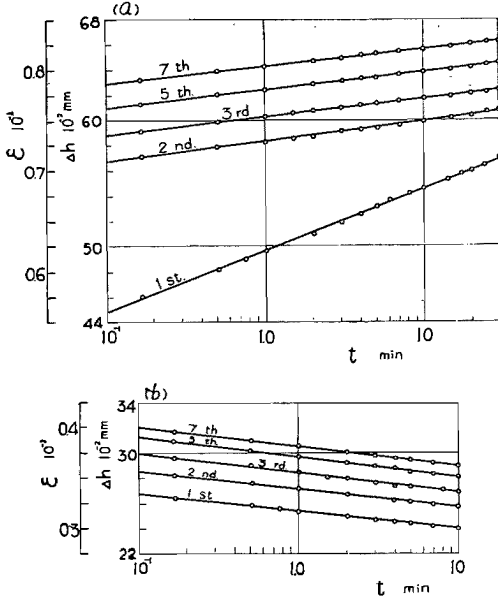 (a)
68
60
50
44
0.8
0.7
0.6
ε 10⁻²
Δh 10⁻² mm
7 th
5 th.
3 rd
2 nd.
1 st.
10⁻¹
1.0
10
t min
(b)
34
30
22
0.4
0.3
ε 10⁻²
Δh 10⁻² mm
7 th
5 th.
3 rd
2 nd
1 st
10⁻¹
1.0
10
t min